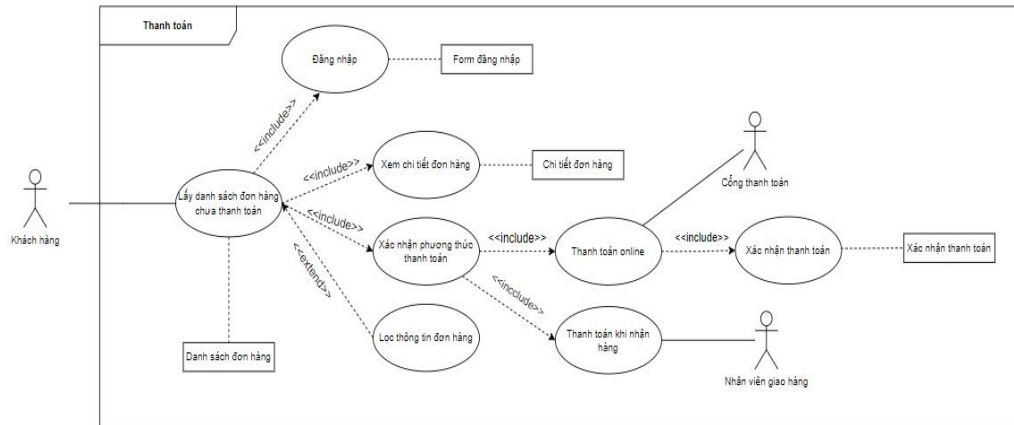 Thanh toán
Đăng nhập
Form đăng nhập
<<include>>
Xem chi tiết đơn hàng
Chi tiết đơn hàng
<<include>>
Cổng thanh toán
Khách hàng
Lấy danh sách đơn hàng
chưa thanh toán
<<include>>
Xác nhận phương thức
thanh toán
<<include>>
Thanh toán online
<<include>>
Xác nhận thanh toán
Xác nhận thanh toán
<extend>>
<<incclude>>
Lọc thông tin đơn hàng
Thanh toán khi nhận
hàng
Danh sách đơn hàng
Nhân viên giao hàng